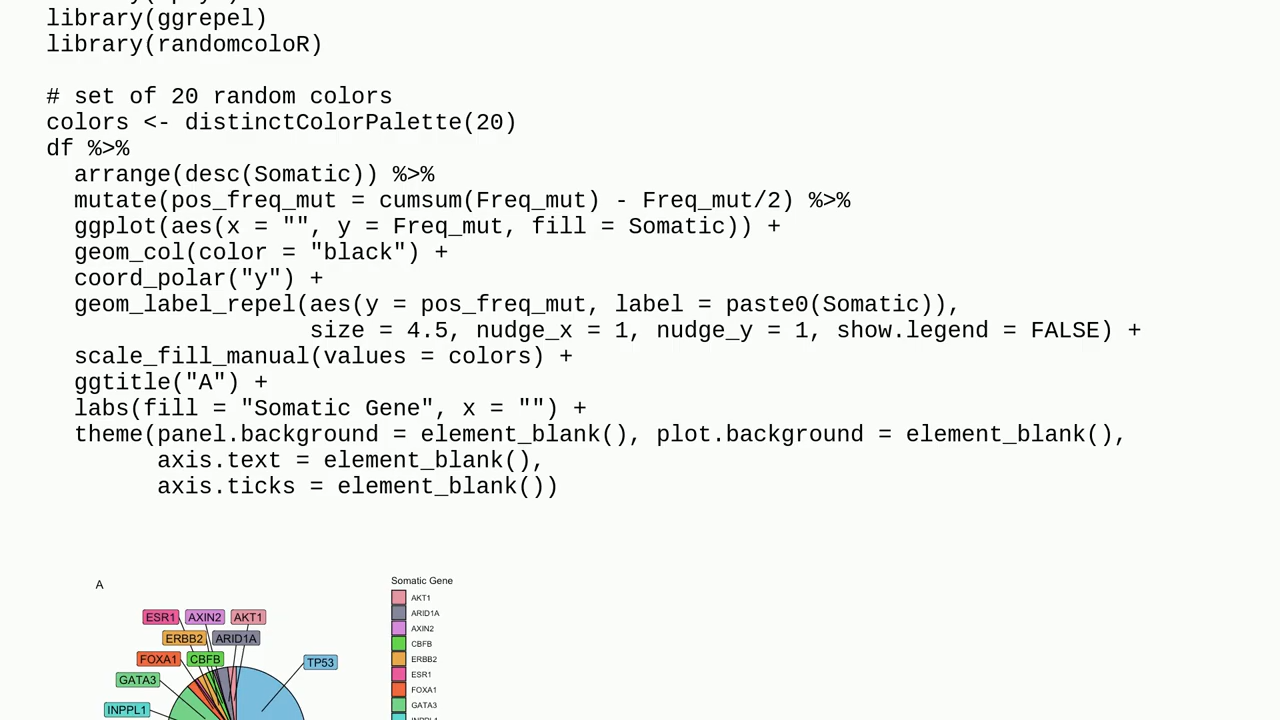 library(ggrepel)
library(randomcoloR)

# set of 20 random colors
colors <- distinctColorPalette(20)
df %>%
  arrange(desc(Somatic)) %>%
  mutate(pos_freq_mut = cumsum(Freq_mut) - Freq_mut/2) %>%
  ggplot(aes(x = "", y = Freq_mut, fill = Somatic)) +
  geom_col(color = "black") +
  coord_polar("y") +
  geom_label_repel(aes(y = pos_freq_mut, label = paste0(Somatic)),
                   size = 4.5, nudge_x = 1, nudge_y = 1, show.legend = FALSE) +
  scale_fill_manual(values = colors) +
  ggtitle("A") +
  labs(fill = "Somatic Gene", x = "") +
  theme(panel.background = element_blank(), plot.background = element_blank(),
        axis.text = element_blank(),
        axis.ticks = element_blank())
A
ESR1 AXIN2 AKT1
ERBB2 ARID1A
FOXA1 CBFB
TP53
GATA3
INPPL1
Somatic Gene
AKT1
ARID1A
AXIN2
CBFB
ERBB2
ESR1
FOXA1
GATA3
INPPL1